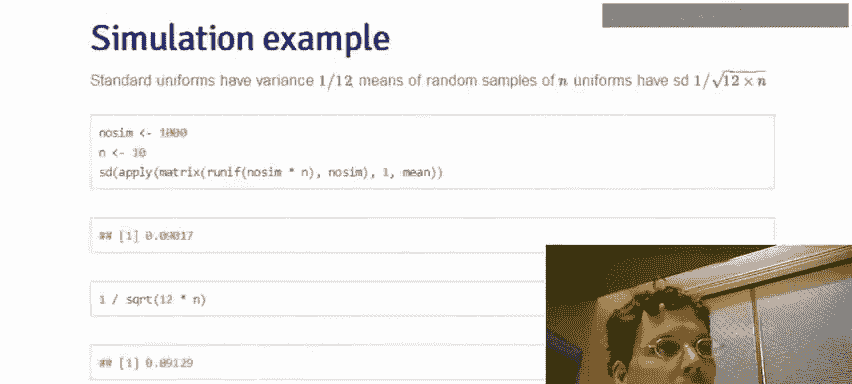 Simulation example
Standard uniforms have variance 1/12 means of random samples of n uniforms have sd 1/√12 × n
nosim <- 1000
n <- 10
sd(apply(matrix(runif(nosim * n), nosim), 1, mean))
## [1] 0.09017
1 / sqrt(12 * n)
## [1] 0.09129